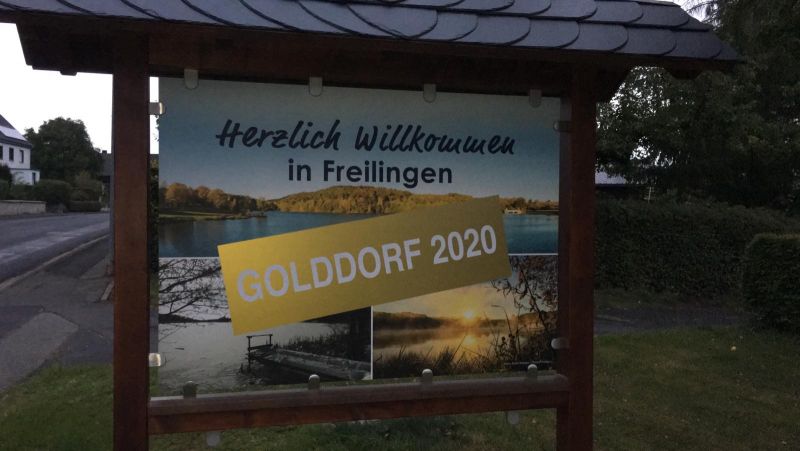 Herzlich Willkommen
in Freilingen
GOLDDORF 2020